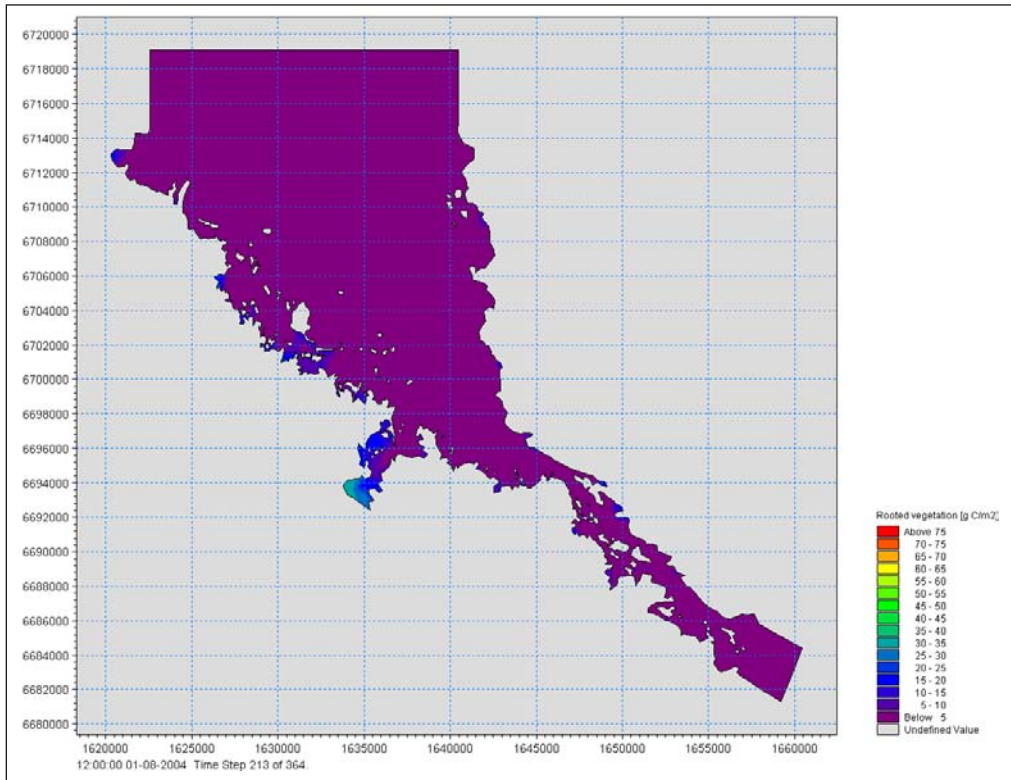 6720000
6718000
6716000
6714000
6712000
6710000
6708000
6706000
6704000
6702000
6700000
6698000
6696000
6694000
6692000
6690000
6688000
6686000
6684000
6682000
6680000
1620000 1625000 1630000 1635000 1640000 1645000 1650000 1655000 1660000
12:00:00 01-08-2004 Time Step 213 of 364.
Rooted vegetation [g C/m2]
Above 75
70 - 75
65 - 70
60 - 65
55 - 60
50 - 55
45 - 50
40 - 45
35 - 40
30 - 35
25 - 30
20 - 25
15 - 20
10 - 15
5 - 10
Below 5
Undefined Value